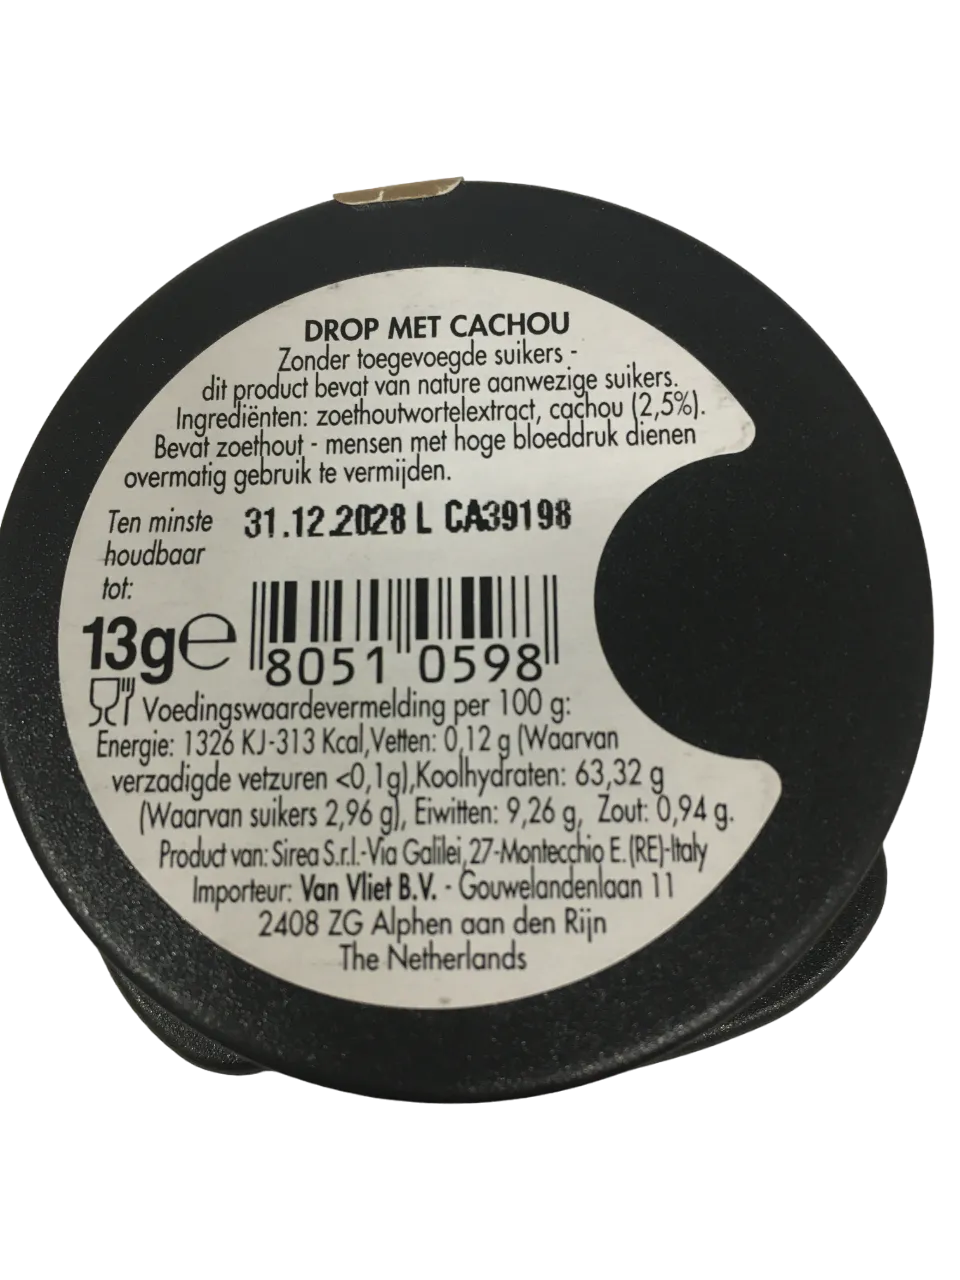 DROP MET CACHOU
Zonder toegevoegde suikers -
dit product bevat van nature aanwezige suikers.
Ingrediënten: zoethoutwortelextract, cachou (2,5%).
Bevat zoethout - mensen met hoge bloeddruk dienen
overmatig gebruik te vermijden.
Ten minste
houdbaar
tot:
31.12.2028 L CA39198
13g℮
8051 0598
Voedingswaardevermelding per 100 g:
Energie: 1326 KJ-313 Kcal,Vetten: 0,12 g (Waarvan
verzadigde vetzuren <0,1g),Koolhydraten: 63,32 g
(Waarvan suikers 2,96 g), Eiwitten: 9,26 g, Zout: 0,94 g.
Product van: Sirea S.r.l.-Via Galilei,27-Montecchio E.(RE)-Italy
Importeur: Van Vliet B.V. - Gouwelandenlaan 11
2408 ZG Alphen aan den Rijn
The Netherlands